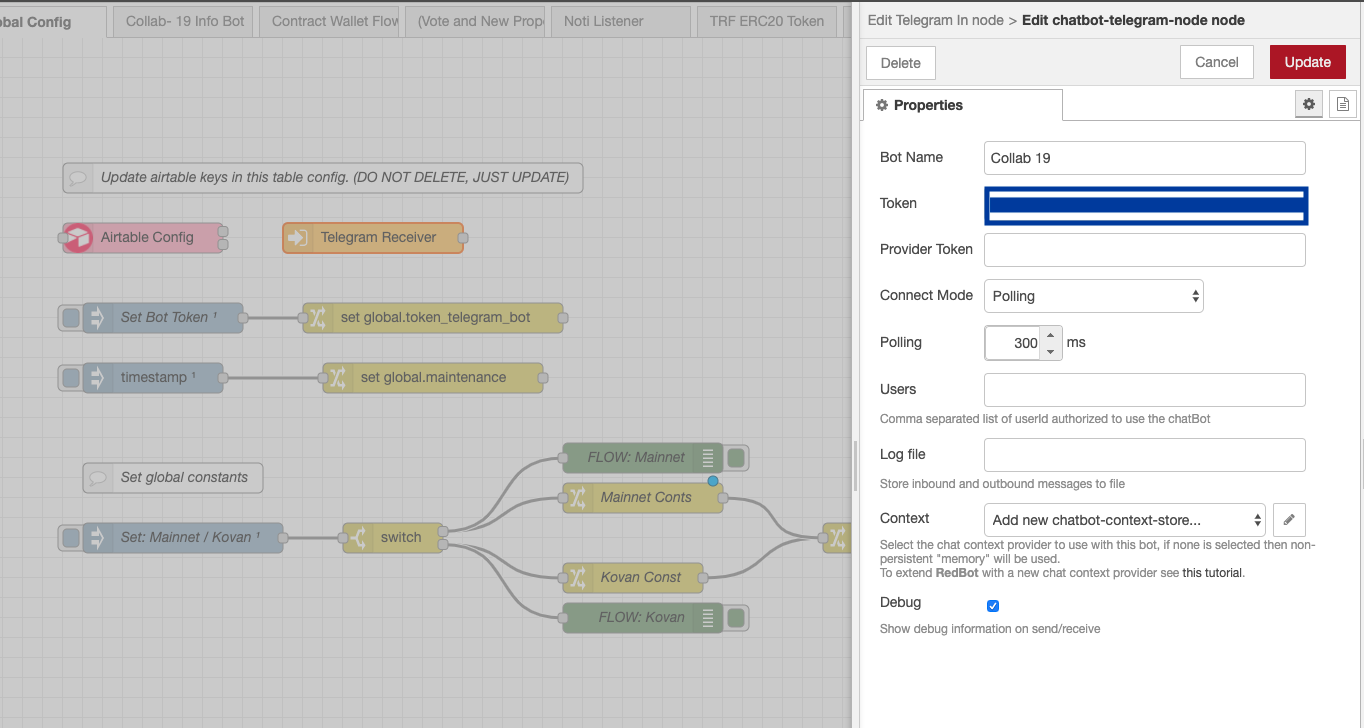 obal Config
Collab- 19 Info Bot
Contract Wallet Flow
(Vote and New Prop
Noti Listener
TRF ERC20 Token
Edit Telegram In node > Edit chatbot-telegram-node node
Delete
Cancel
Update
Properties
Bot Name
Collab 19
Token
Provider Token
Connect Mode
Polling
Polling
300
ms
Users
Comma separated list of userId authorized to use the chatBot
Log file
Store inbound and outbound messages to file
Context
Add new chatbot-context-store...
Select the chat context provider to use with this bot, if none is selected then non-
persistent "memory" will be used.
To extend RedBot with a new chat context provider see this tutorial.
Debug
Show debug information on send/receive
Update airtable keys in this table config. (DO NOT DELETE, JUST UPDATE)
Airtable Config
Telegram Receiver
Set Bot Token ¹
set global.token_telegram_bot
timestamp ¹
set global.maintenance
Set global constants
FLOW: Mainnet
Mainnet Conts
Set: Mainnet / Kovan ¹
switch
Kovan Const
FLOW: Kovan